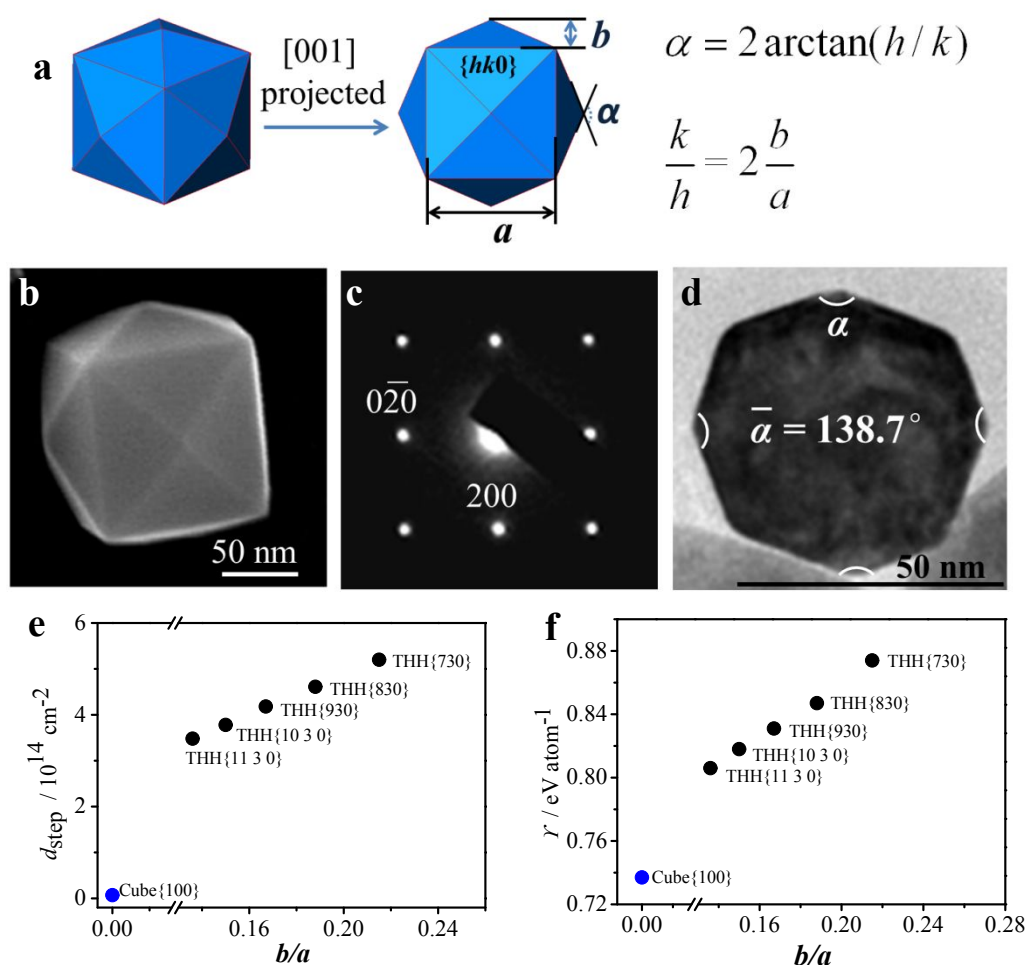 a
[001]
projected
{hk0}
b
α
a
α = 2 arctan(h / k)
k/h = 2 b/a
b
50 nm
c
02̅0
200
d
α
α̅ = 138.7°
50 nm
e
d_step / 10^14 cm^-2
6
4
2
0
THH{730}
THH{830}
THH{930}
THH{10 3 0}
THH{11 3 0}
Cube{100}
0.00
0.16
0.20
0.24
b/a
f
γ / eV atom^-1
0.88
0.84
0.80
0.76
0.72
THH{730}
THH{830}
THH{930}
THH{10 3 0}
THH{11 3 0}
Cube{100}
0.00
0.16
0.20
0.24
0.28
b/a